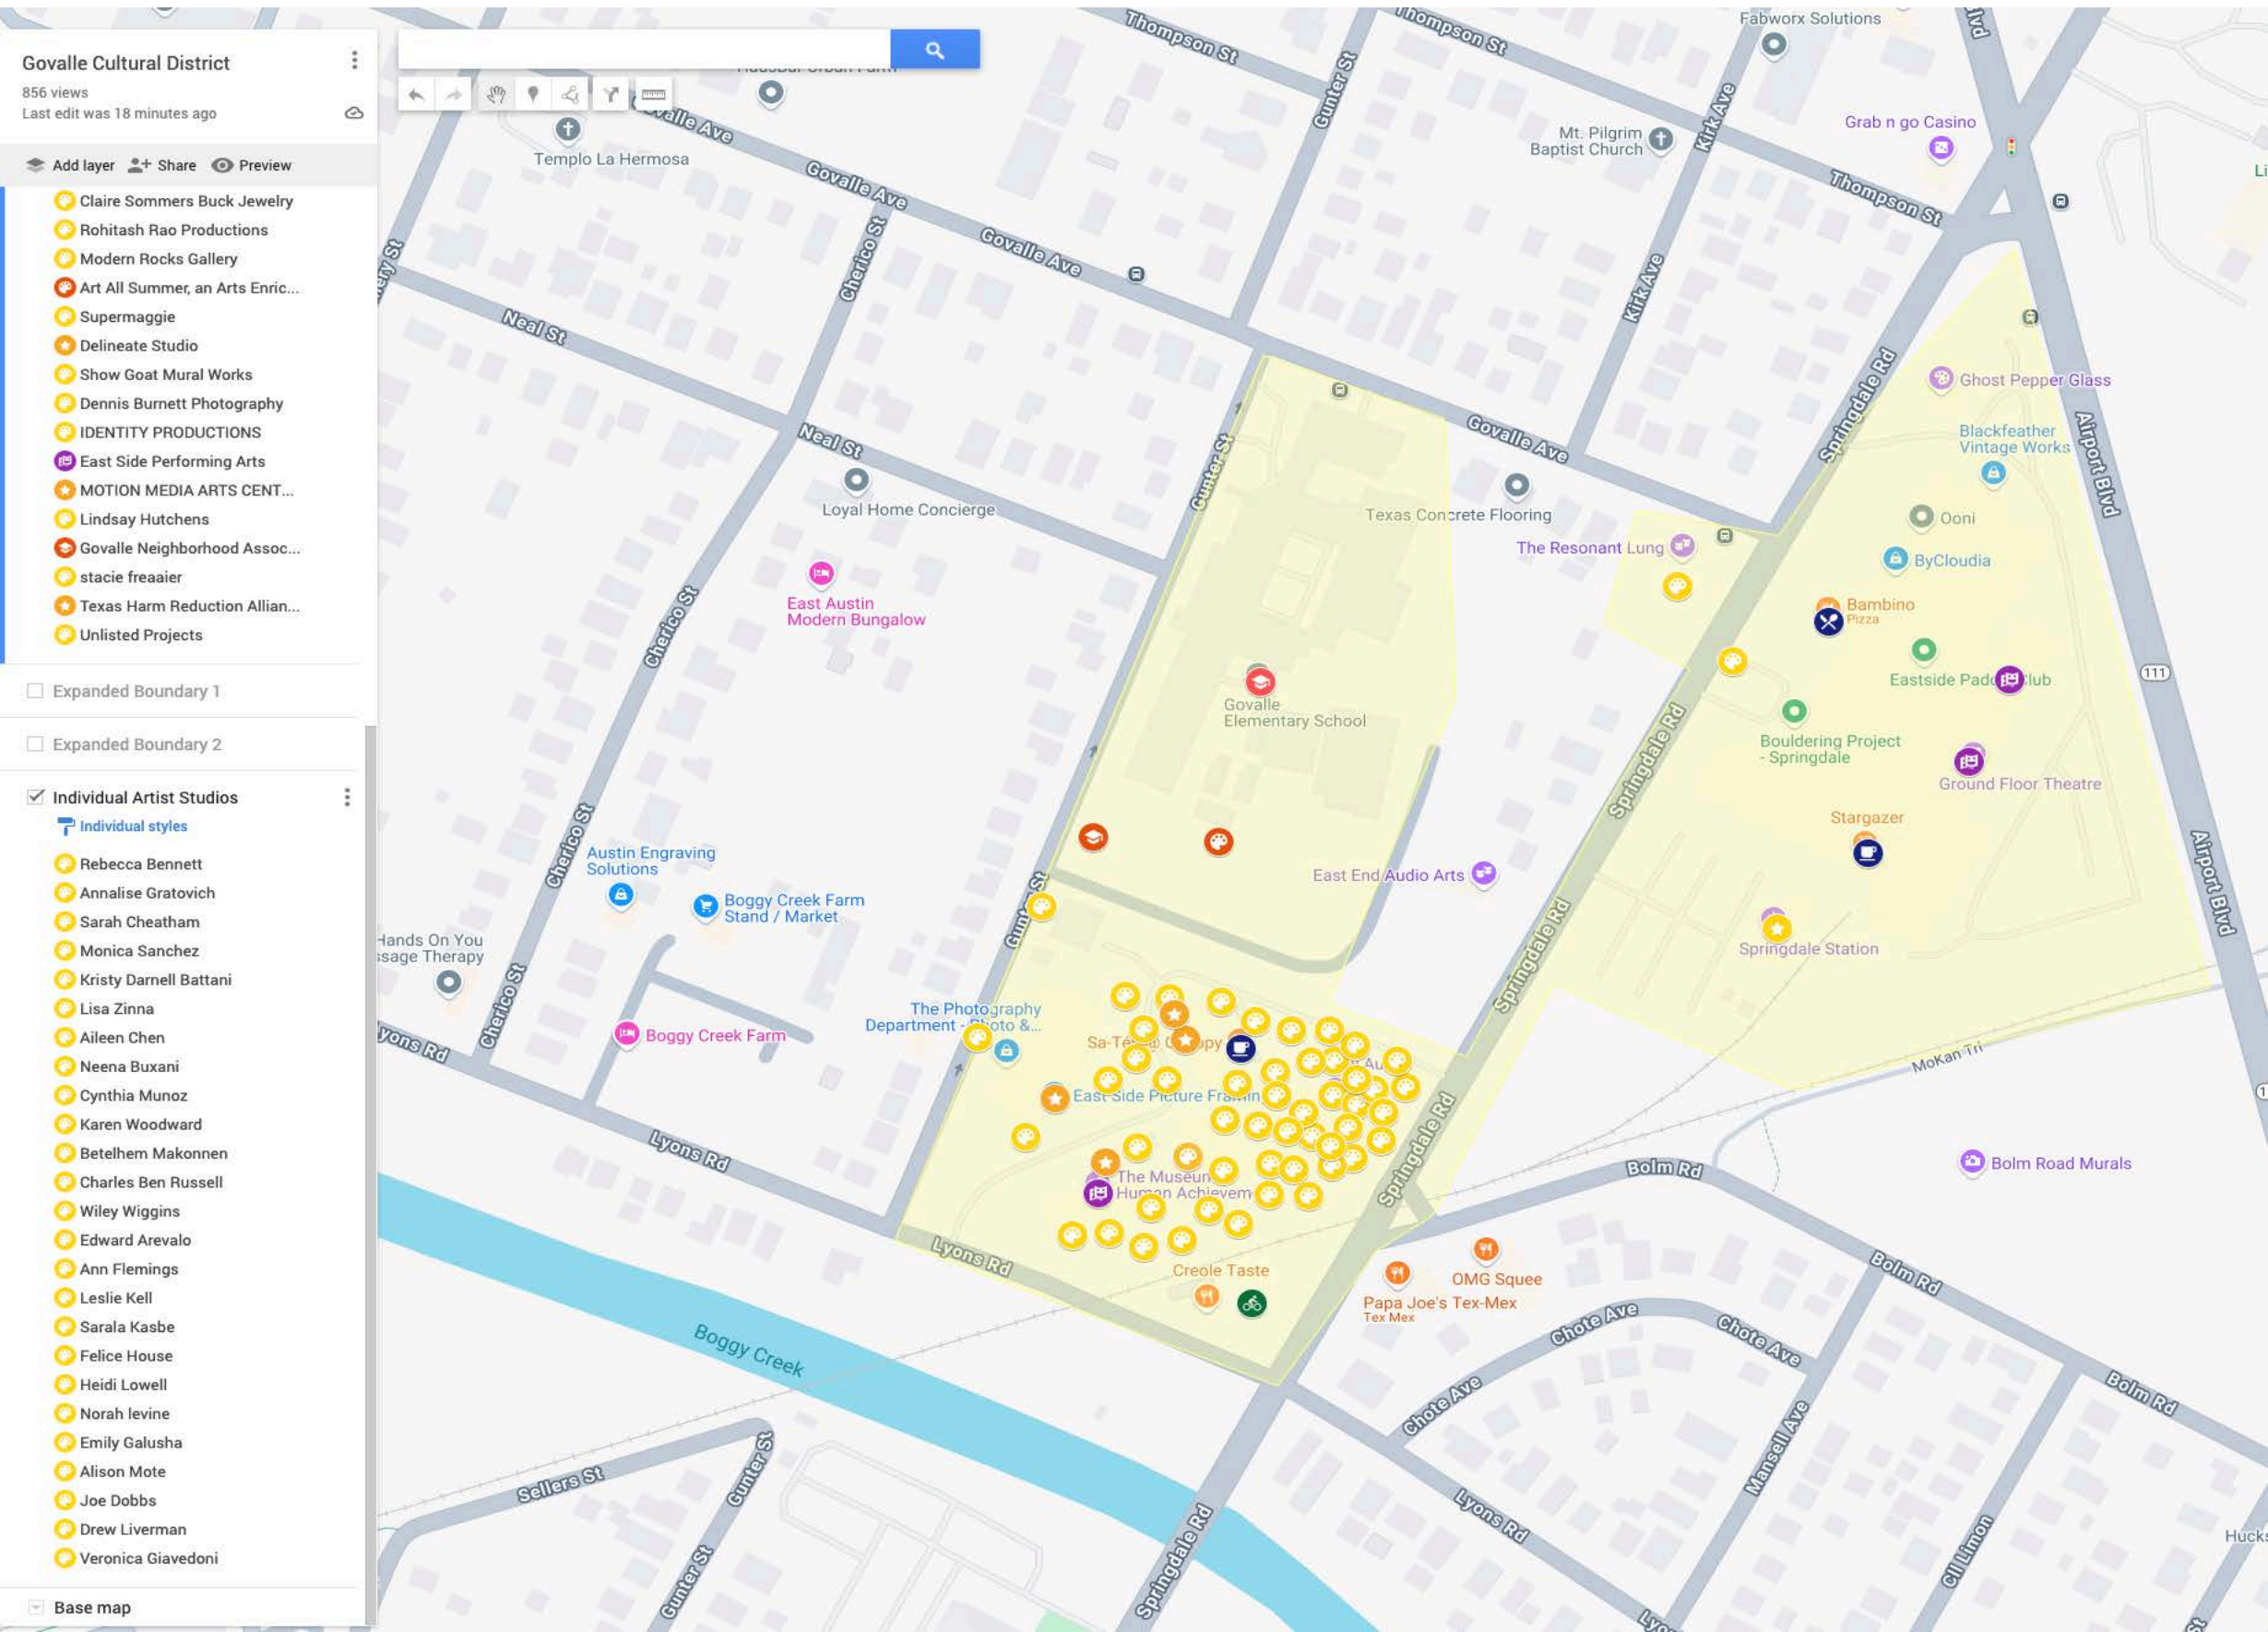 Govalle Cultural District
856 views
Last edit was 18 minutes ago
Add layer
Share
Preview
Claire Sommers Buck Jewelry
Rohitash Rao Productions
Modern Rocks Gallery
Art All Summer, an Arts Enric...
Supermaggie
Delineate Studio
Show Goat Mural Works
Dennis Burnett Photography
IDENTITY PRODUCTIONS
East Side Performing Arts
MOTION MEDIA ARTS CENT...
Lindsay Hutchens
Govalle Neighborhood Assoc...
stacie freaaier
Texas Harm Reduction Allian...
Unlisted Projects
Expanded Boundary 1
Expanded Boundary 2
Individual Artist Studios
Individual styles
Rebecca Bennett
Annalise Gratovich
Sarah Cheatham
Monica Sanchez
Kristy Darnell Battani
Lisa Zinna
Aileen Chen
Neena Buxani
Cynthia Munoz
Karen Woodward
Betelhem Makonnen
Charles Ben Russell
Wiley Wiggins
Edward Arevalo
Ann Flemings
Leslie Kell
Sarala Kasbe
Felice House
Heidi Lowell
Norah levine
Emily Galusha
Alison Mote
Joe Dobbs
Drew Liverman
Veronica Giavedoni
Base map
Thompson St
Thompson St
Fabworx Solutions
Gunter St
Kirk Ave
Grab n go Casino
Mt. Pilgrim
Baptist Church
Templo La Hermosa
Govalle Ave
Govalle Ave
Thompson St
Cherico St
Kirk Ave
Neal St
Neal St
Springdale Rd
Ghost Pepper Glass
Airport Blvd
Blackfeather
Vintage Works
Gunter St
Govalle Ave
Loyal Home Concierge
Texas Concrete Flooring
Ooni
The Resonant Lung
ByCloudia
East Austin
Modern Bungalow
Bambino
Pizza
Cherico St
111
Govalle
Elementary School
Springdale Rd
Bouldering Project
- Springdale
Ground Floor Theatre
Stargazer
Cherico St
Austin Engraving
Solutions
East End Audio Arts
Airport Blvd
Boggy Creek Farm
Stand / Market
Hands On You
Springdale Rd
Springdale Station
Cherico St
The Photography
Boggy Creek Farm
MoKan Trl
Lyons Rd
Springdale Rd
Bolm Rd
Bolm Road Murals
Lyons Rd
Creole Taste
OMG Squee
Papa Joe's Tex-Mex
Tex Mex
Bolm Rd
Chote Ave
Chote Ave
Boggy Creek
Chote Ave
Bolm Rd
Mansell Ave
Sellers St
Gunter St
Lyons Rd
Springdale Rd
Cll Limon
Gunter St